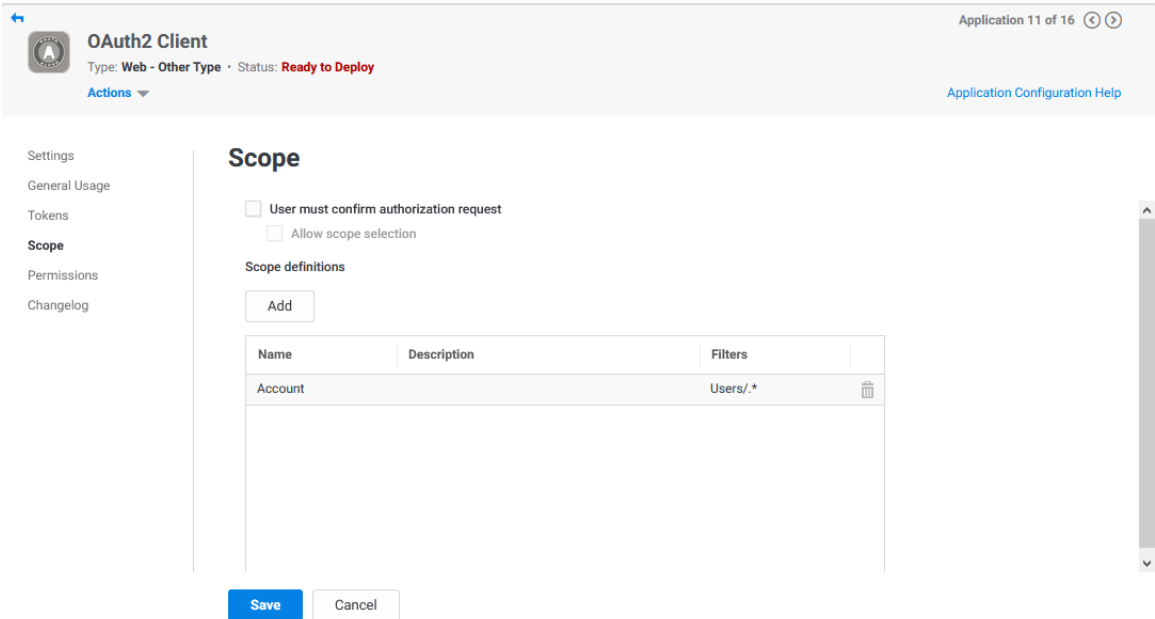 Application 11 of 16
OAuth2 Client
Type: Web - Other Type · Status: Ready to Deploy
Actions
Application Configuration Help
Settings
General Usage
Tokens
Scope
Permissions
Changelog
Scope
User must confirm authorization request
Allow scope selection
Scope definitions
Add
Name Description Filters
Account Users/.*
Save Cancel